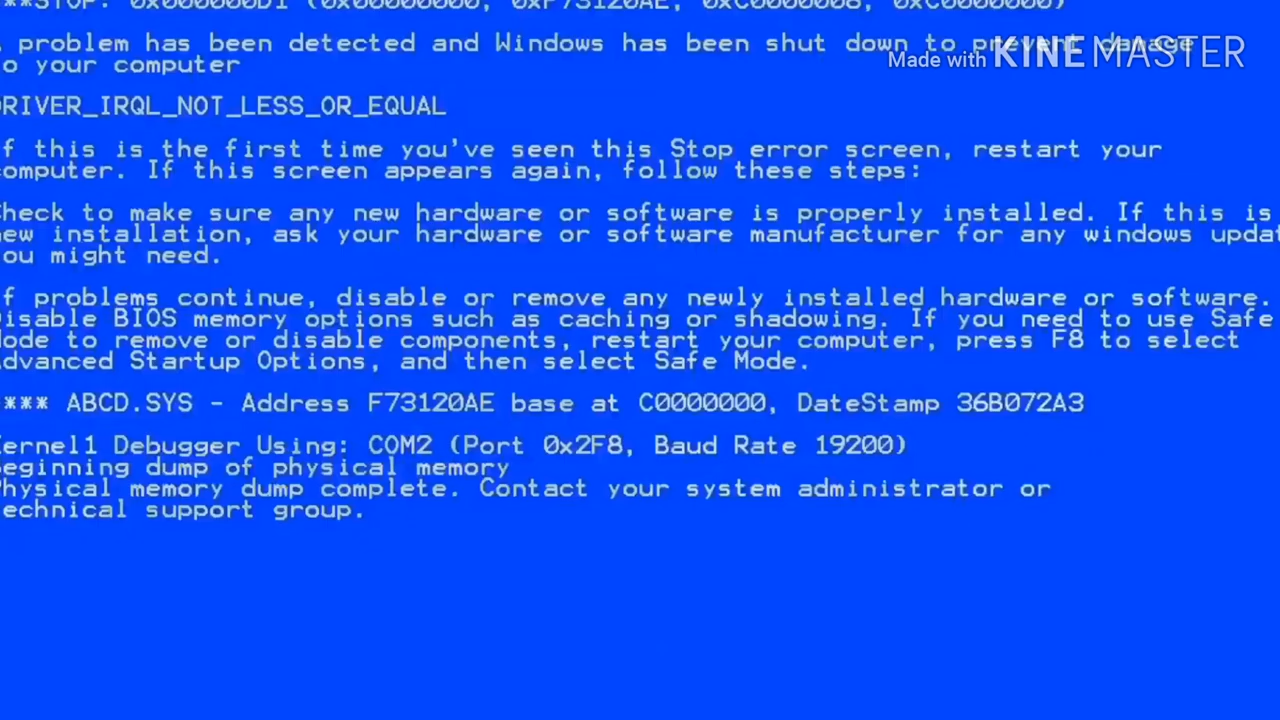 **STOP: 0x000000D1 (0x00000000, 0xF73120AE, 0xC0000008, 0xC0000000)
problem has been detected and Windows has been shut down to prevent damage
o your computer
Made with KINEMASTER
RIVER_IRQL_NOT_LESS_OR_EQUAL
f this is the first time you've seen this Stop error screen, restart your
omputer. If this screen appears again, follow these steps:
heck to make sure any new hardware or software is properly installed. If this is
ew installation, ask your hardware or software manufacturer for any windows updat
ou might need.
f problems continue, disable or remove any newly installed hardware or software.
isable BIOS memory options such as caching or shadowing. If you need to use Safe
ode to remove or disable components, restart your computer, press F8 to select
dvanced Startup Options, and then select Safe Mode.
*** ABCD.SYS - Address F73120AE base at C0000000, DateStamp 36B072A3
ernel1 Debugger Using: COM2 (Port 0x2F8, Baud Rate 19200)
eginning dump of physical memory
hysical memory dump complete. Contact your system administrator or
echnical support group.